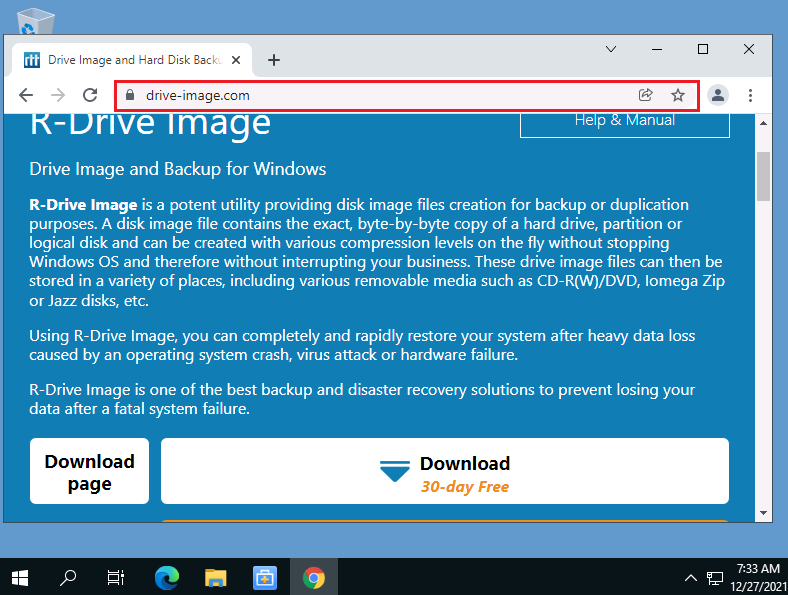 Drive Image and Hard Disk Backu
drive-image.com
R-Drive Image
Help & Manual
Drive Image and Backup for Windows
R-Drive Image is a potent utility providing disk image files creation for backup or duplication
purposes. A disk image file contains the exact, byte-by-byte copy of a hard drive, partition or
logical disk and can be created with various compression levels on the fly without stopping
Windows OS and therefore without interrupting your business. These drive image files can then be
stored in a variety of places, including various removable media such as CD-R(W)/DVD, Iomega Zip
or Jazz disks, etc.
Using R-Drive Image, you can completely and rapidly restore your system after heavy data loss
caused by an operating system crash, virus attack or hardware failure.
R-Drive Image is one of the best backup and disaster recovery solutions to prevent losing your
data after a fatal system failure.
Download
page
Download
30-day Free
7:33 AM
12/27/2021